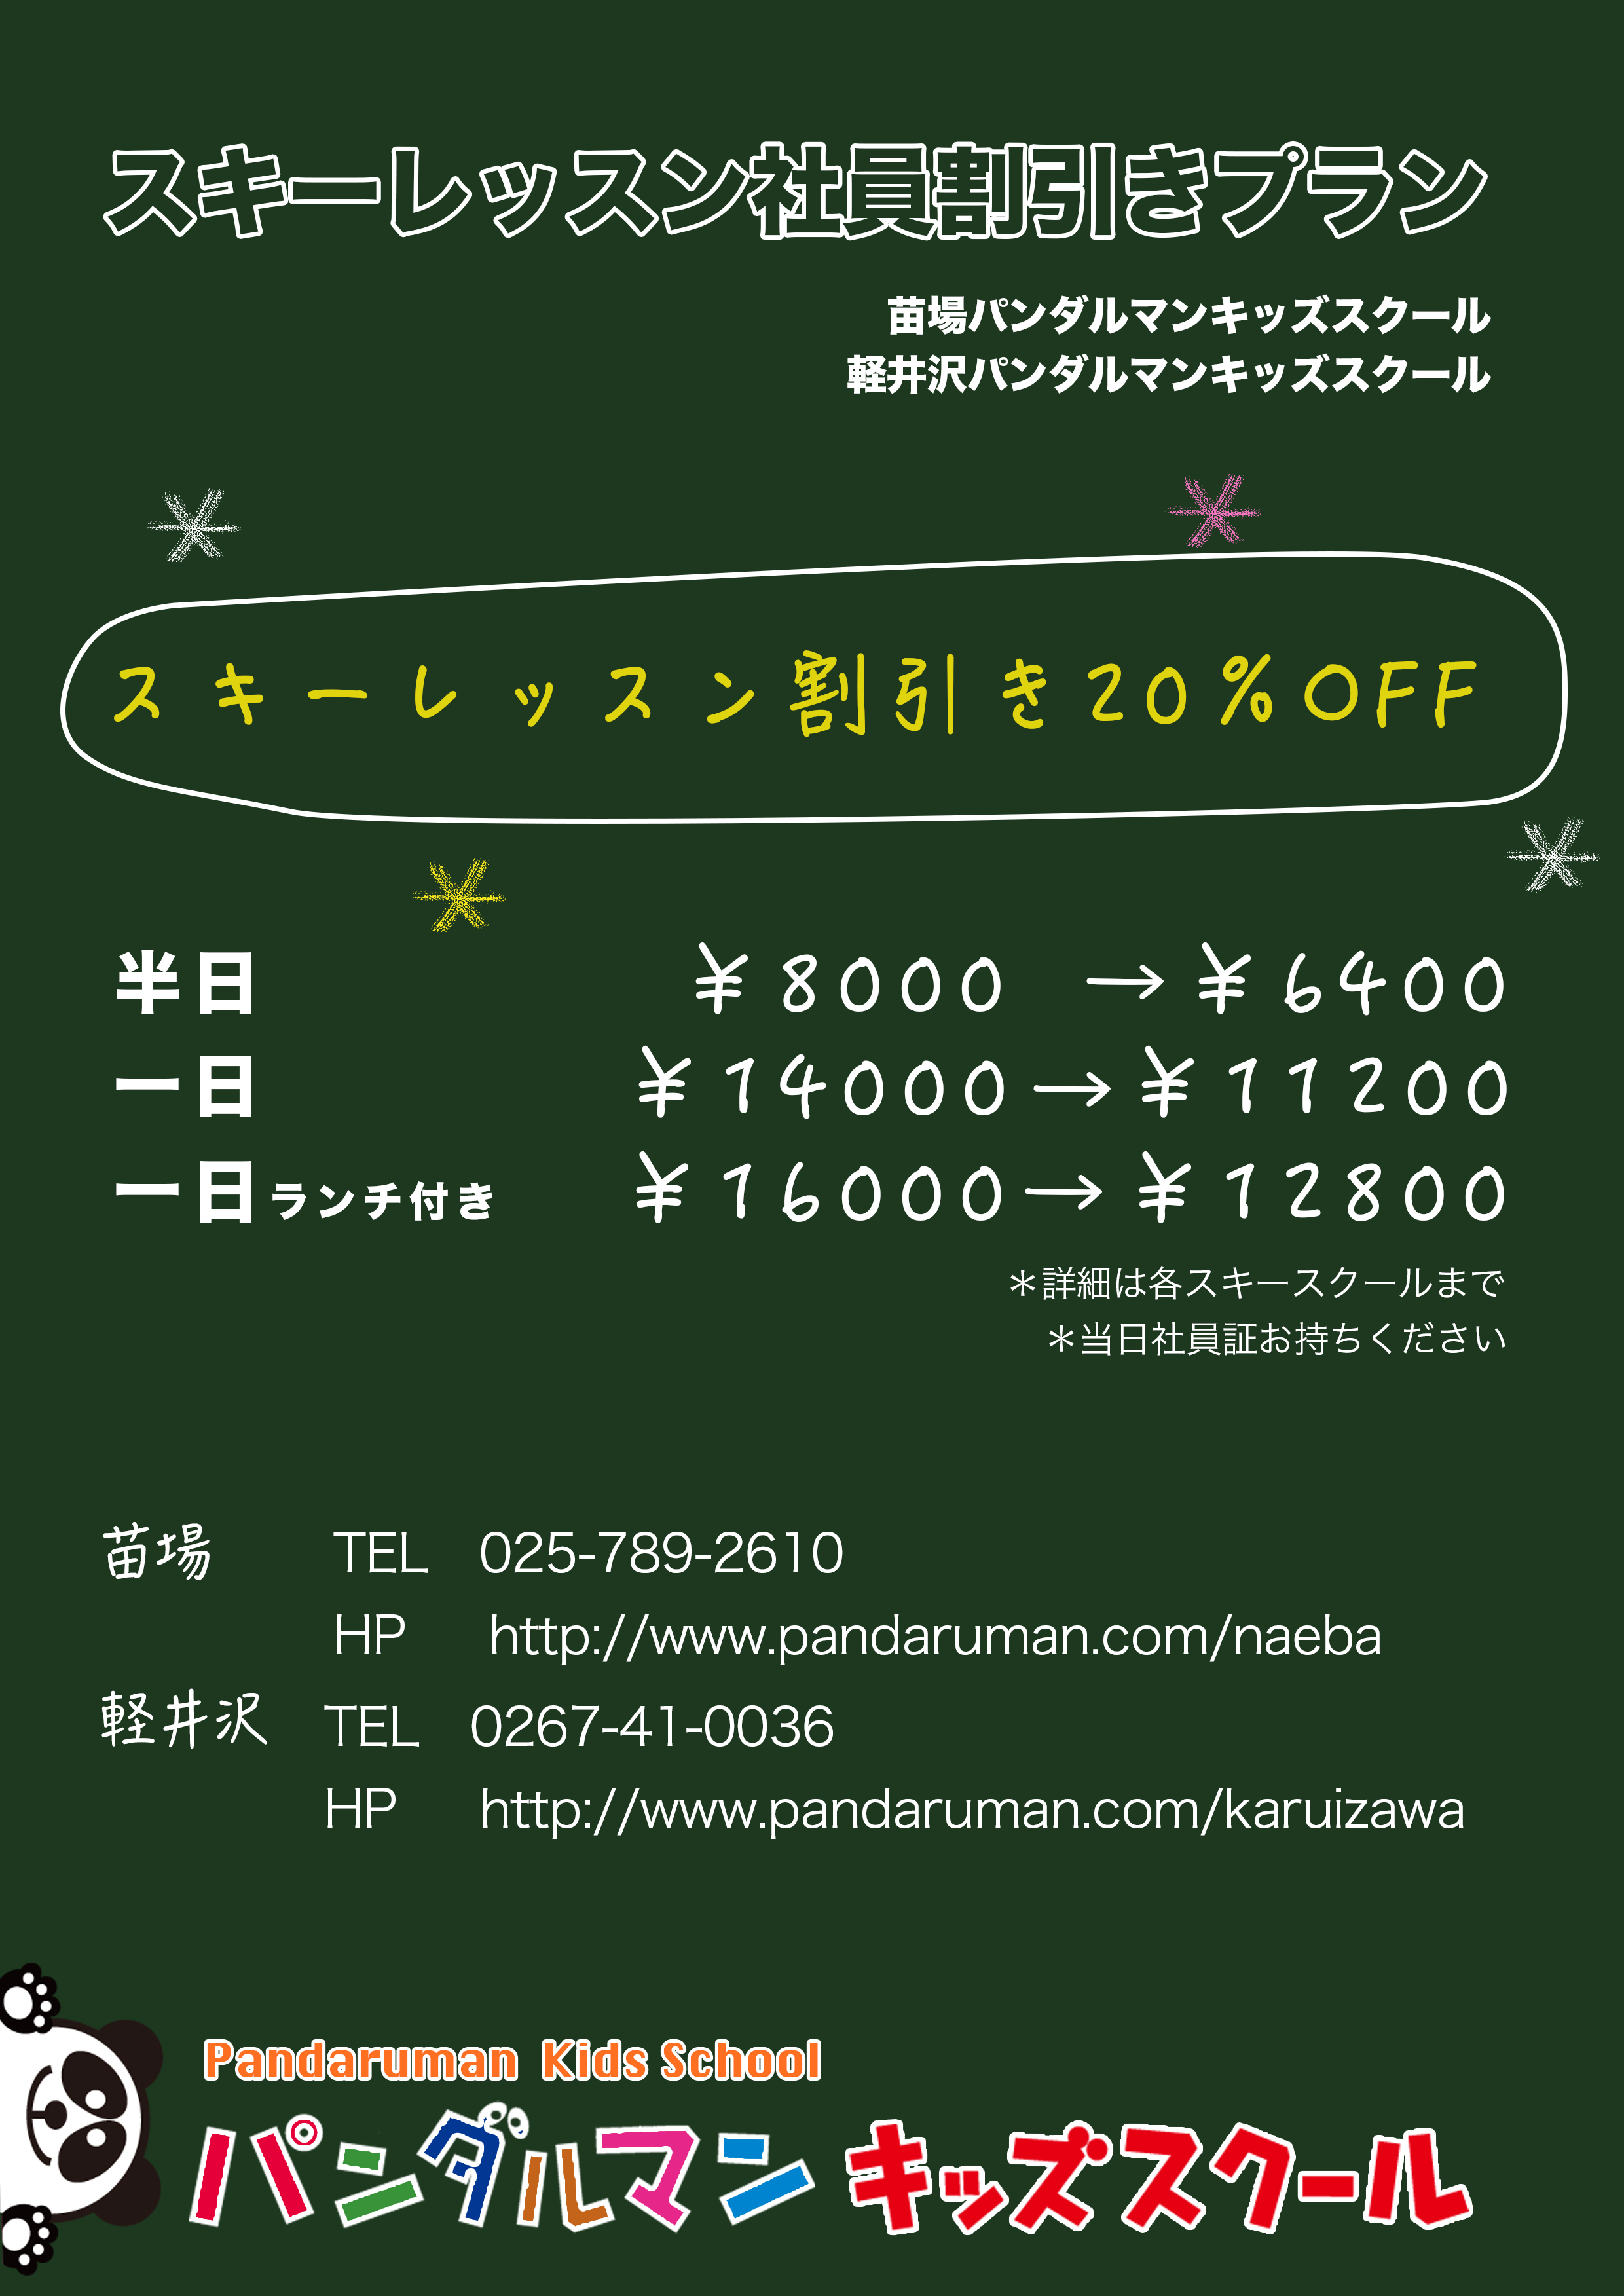 スキーレッスン社員割引きプラン
苗場パンダルマンキッズスクール
軽井沢パンダルマンキッズスクール
スキーレッスン割引き20%OFF
半日 ¥8000 →¥6400
一日 ¥14000→¥11200
一日ランチ付き ¥16000→¥12800
＊詳細は各スキースクールまで
＊当日社員証お持ちください
苗場 TEL 025-789-2610
HP http://www.pandaruman.com/naeba
軽井沢 TEL 0267-41-0036
HP http://www.pandaruman.com/karuizawa
Pandaruman Kids School
パンダルマン キッズスクール